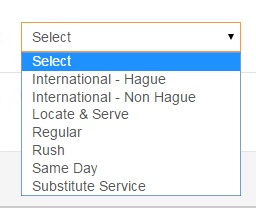 Select
Select
International - Hague
International - Non Hague
Locate & Serve
Regular
Rush
Same Day
Substitute Service